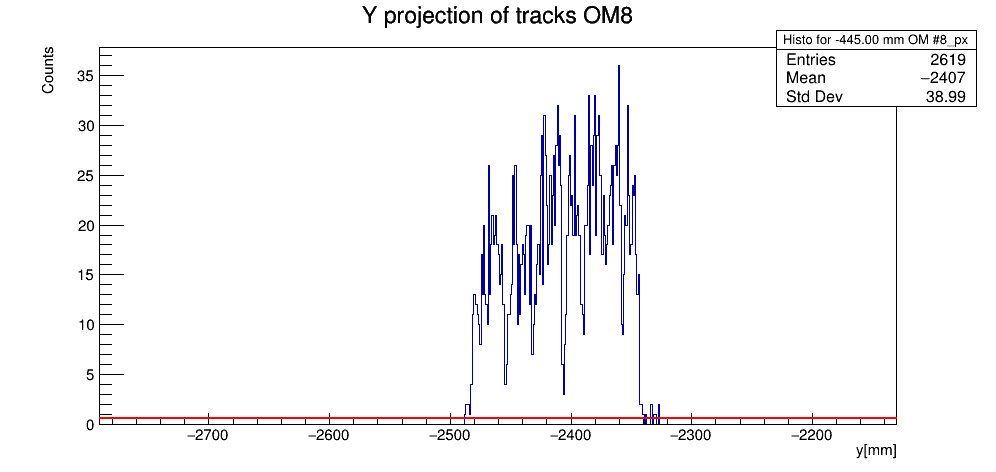 Y projection of tracks OM8
Histo for -445.00 mm OM #8_px
Entries 2619
Mean −2407
Std Dev 38.99
Counts
35
30
25
20
15
10
5
0
−2700 −2600 −2500 −2400 −2300 −2200
y[mm]